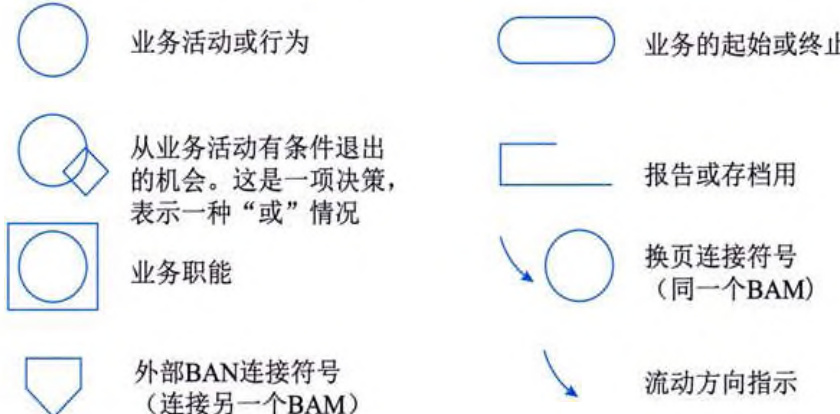 业务活动或行为
业务的起始或终止
从业务活动有条件退出
的机会。这是一项决策，
表示一种“或”情况
报告或存档用
业务职能
换页连接符号
（同一个BAM）
外部BAN连接符号
（连接另一个BAM）
流动方向指示